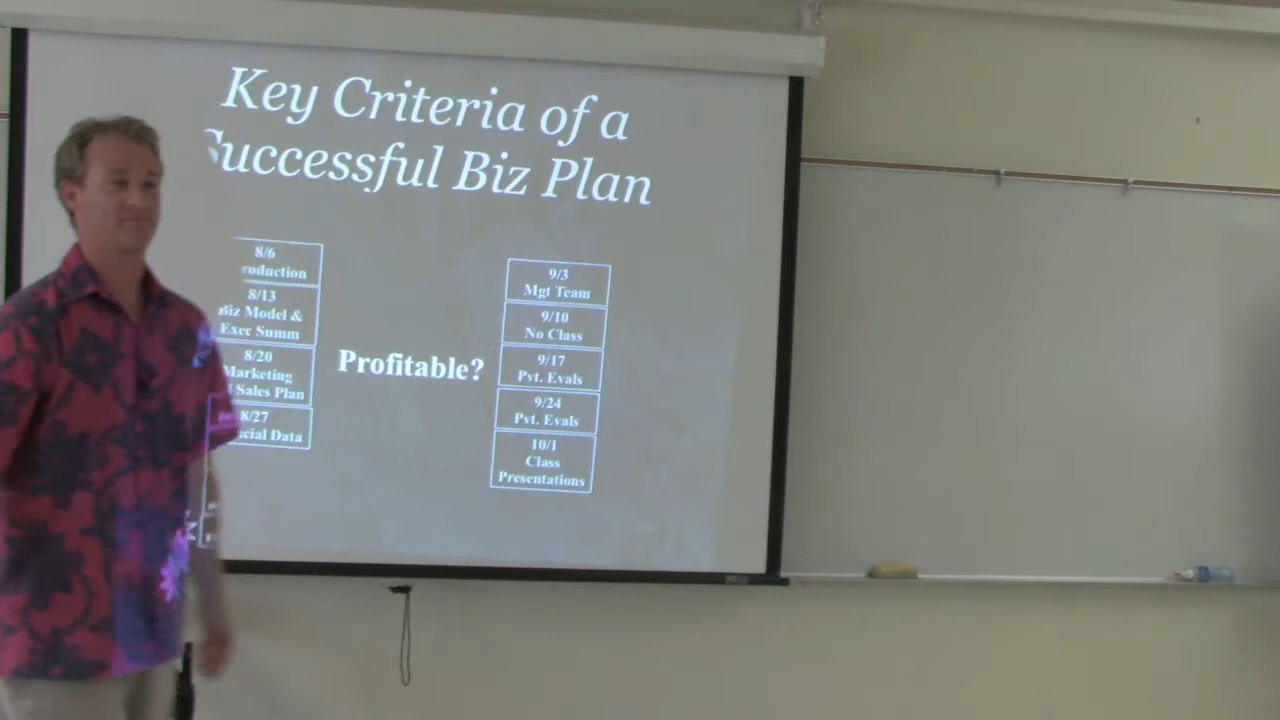 Key Criteria of a
Successful Biz Plan
8/6
roduction
8/13
Biz Model &
Exec Summ
8/20
Marketing
Sales Plan
8/27
cial Data
Profitable?
9/3
Mgt Team
9/10
No Class
9/17
Pvt. Evals
9/24
Pvt. Evals
10/1
Class
Presentations